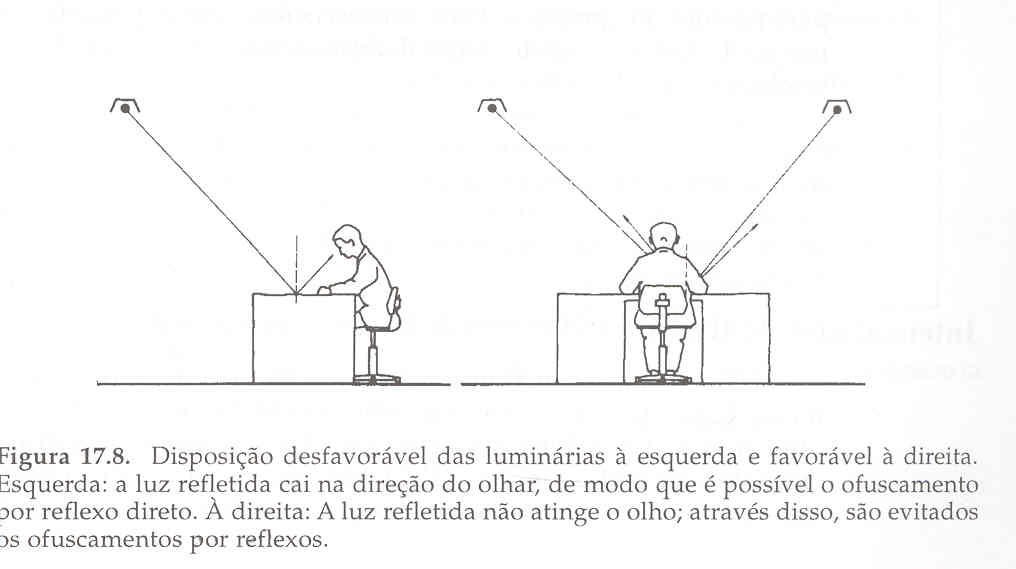 Figura 17.8. Disposição desfavorável das luminárias à esquerda e favorável à direita.
Esquerda: a luz refletida cai na direção do olhar, de modo que é possível o ofuscamento
por reflexo direto. À direita: A luz refletida não atinge o olho; através disso, são evitados
os ofuscamentos por reflexos.